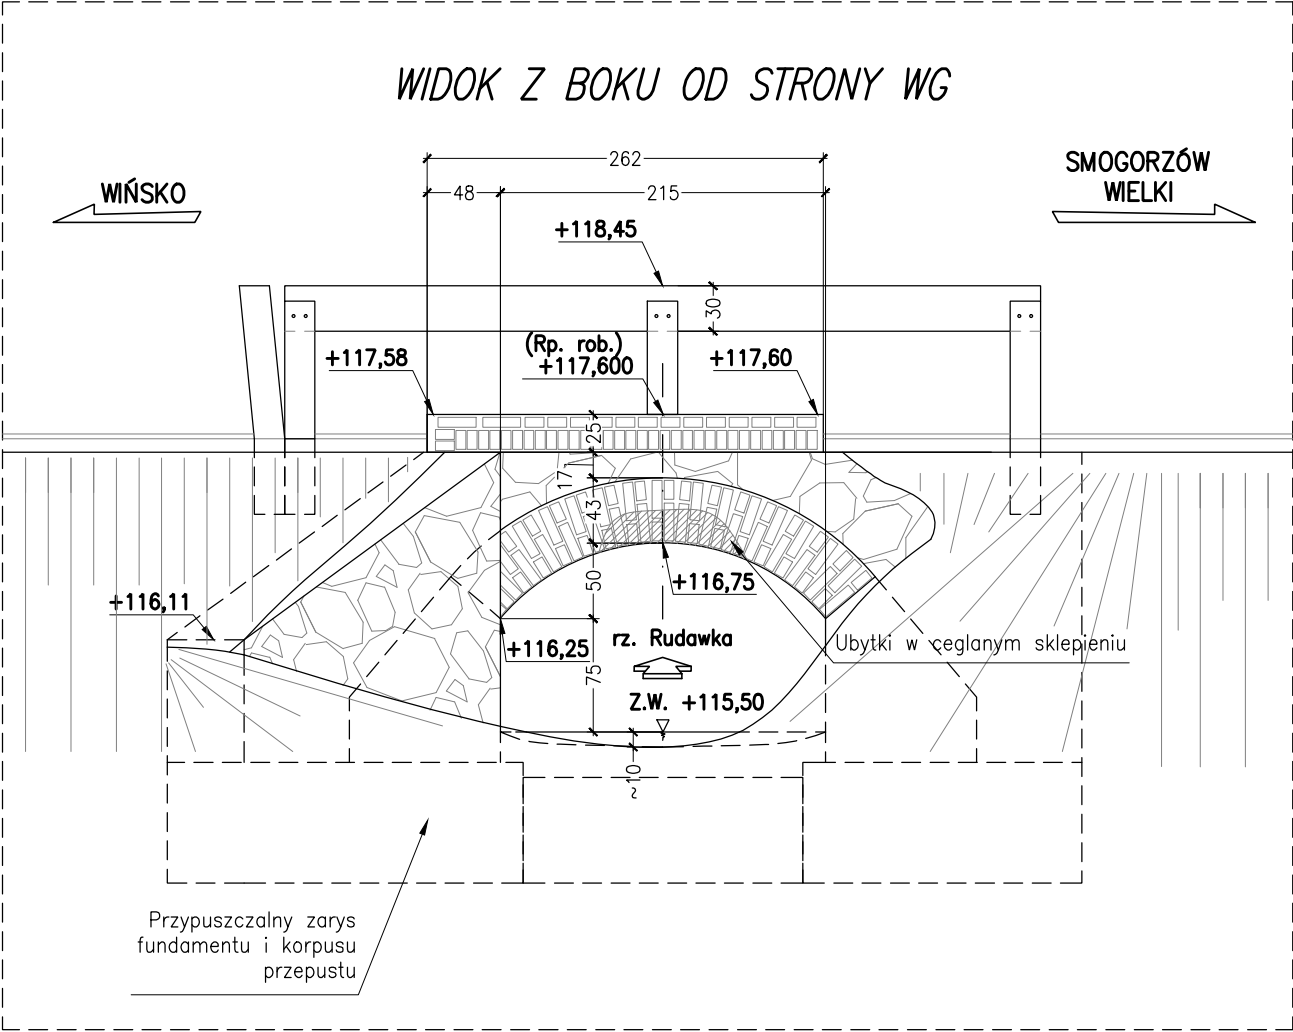 WIDOK Z BOKU OD STRONY WG
262
WIŃSKO
SMOGORZÓW
WIELKI
48
215
+118,45
30
(Rp. rob.)
+117,58
+117,600
+117,60
25
17,1
43
50
+116,75
+116,11
+116,25
rz. Rudawka
Ubytki w ceglanym sklepieniu
75
Z.W. +115,50
~10
Przypuszczalny zarys
fundamentu i korpusu
przepustu